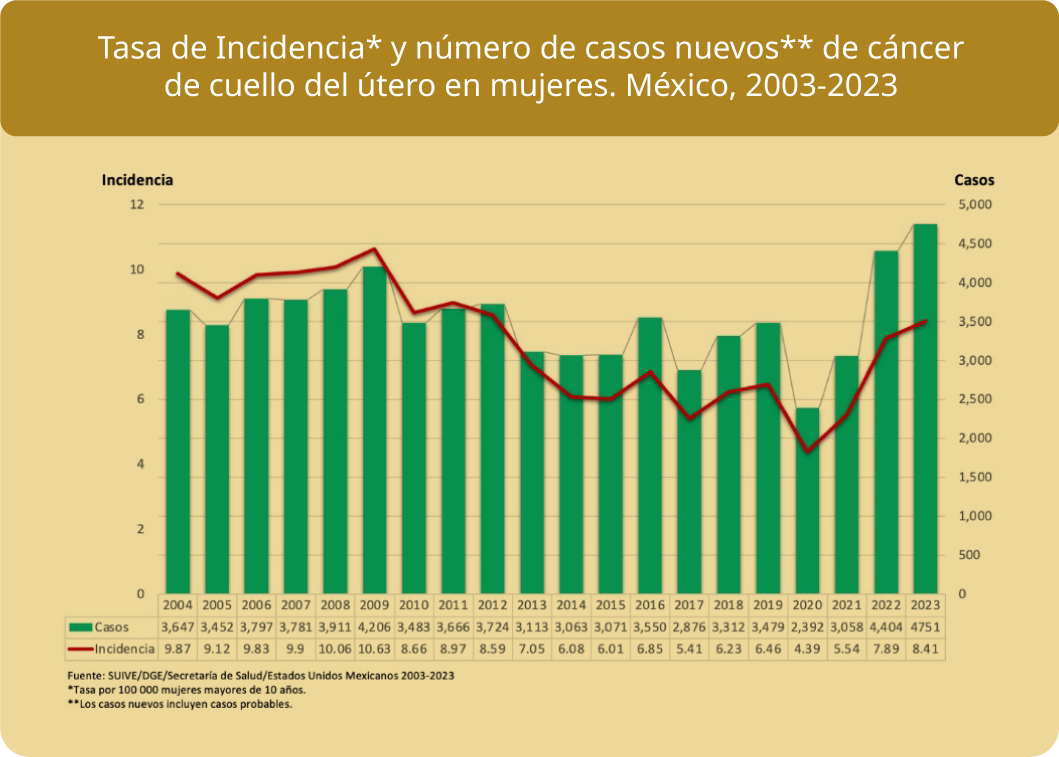 Tasa de Incidencia* y número de casos nuevos** de cáncer
de cuello del útero en mujeres. México, 2003-2023
Incidencia Casos
12 5,000
4,500
10 4,000
8 3,500
3,000
6 2,500
2,000
4 1,500
1,000
2 500
0 0
2004 2005 2006 2007 2008 2009 2010 2011 2012 2013 2014 2015 2016 2017 2018 2019 2020 2021 2022 2023
Casos 3,647 3,452 3,797 3,781 3,911 4,206 3,483 3,666 3,724 3,113 3,063 3,071 3,550 2,876 3,312 3,479 2,392 3,058 4,404 4751
Incidencia 9.87 9.12 9.83 9.9 10.06 10.63 8.66 8.97 8.59 7.05 6.08 6.01 6.85 5.41 6.23 6.46 4.39 5.54 7.89 8.41
Fuente: SUIVE/DGE/Secretaría de Salud/Estados Unidos Mexicanos 2003-2023
*Tasa por 100 000 mujeres mayores de 10 años.
**Los casos nuevos incluyen casos probables.